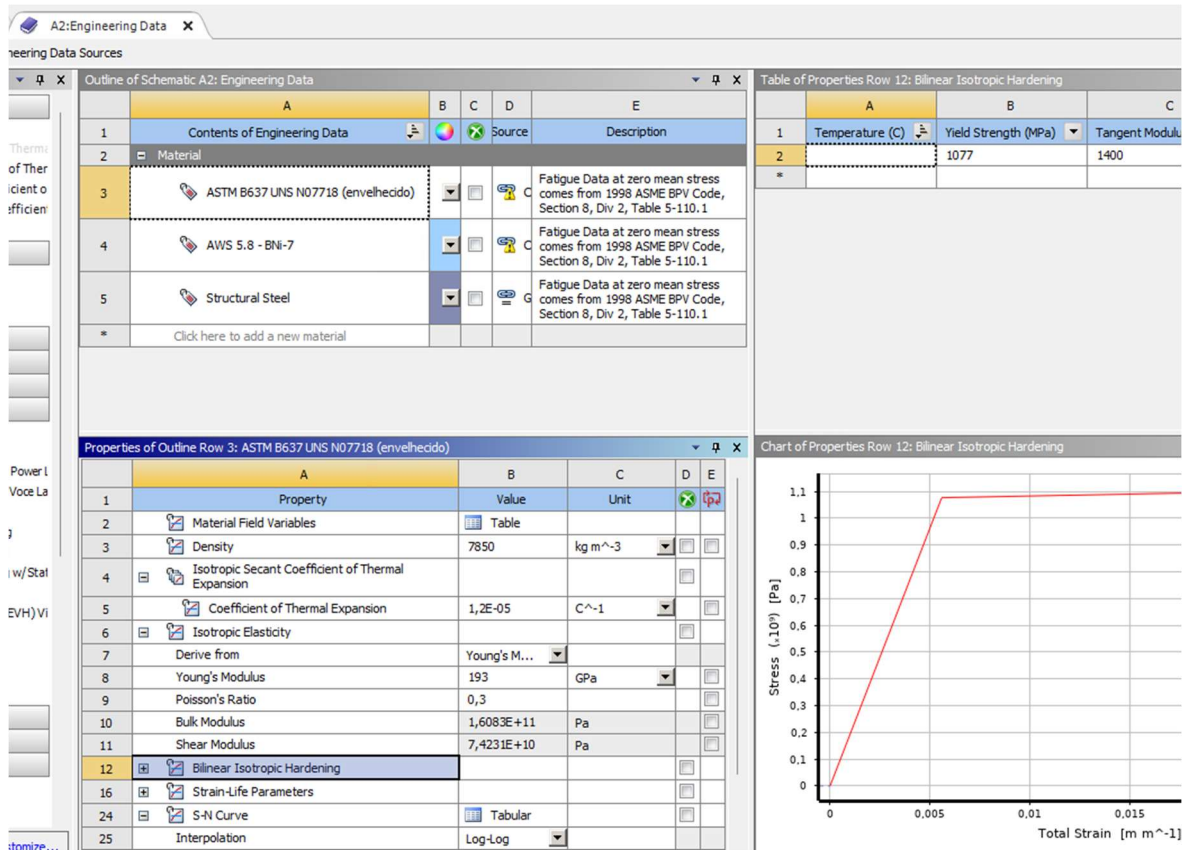 A2:Engineering Data
neering Data Sources
Outline of Schematic A2: Engineering Data
A B C D E
1 Contents of Engineering Data Source Description
2 Material
3 ASTM B637 UNS N07718 (envelhecido) C Fatigue Data at zero mean stress
comes from 1998 ASME BPV Code,
Section 8, Div 2, Table 5-110.1
4 AWS 5.8 - BNi-7 C Fatigue Data at zero mean stress
comes from 1998 ASME BPV Code,
Section 8, Div 2, Table 5-110.1
5 Structural Steel G Fatigue Data at zero mean stress
comes from 1998 ASME BPV Code,
Section 8, Div 2, Table 5-110.1
* Click here to add a new material
Table of Properties Row 12: Bilinear Isotropic Hardening
A B C
1 Temperature (C) Yield Strength (MPa) Tangent Modulu
2 1077 1400
*
Therma
of Ther
icient o
efficient
Power L
Voce La
g
g w/Stat
EVH) Vi
stomize...
Properties of Outline Row 3: ASTM B637 UNS N07718 (envelhecido)
A B C D E
1 Property Value Unit
2 Material Field Variables Table
3 Density 7850 kg m^-3
4 Isotropic Secant Coefficient of Thermal
Expansion
5 Coefficient of Thermal Expansion 1,2E-05 C^-1
6 Isotropic Elasticity
7 Derive from Young's M...
8 Young's Modulus 193 GPa
9 Poisson's Ratio 0,3
10 Bulk Modulus 1,6083E+11 Pa
11 Shear Modulus 7,4231E+10 Pa
12 Bilinear Isotropic Hardening
16 Strain-Life Parameters
24 S-N Curve Tabular
25 Interpolation Log-Log
Chart of Properties Row 12: Bilinear Isotropic Hardening
Stress (.10⁹) [Pa]
1,1
1
0,9
0,8
0,7
0,6
0,5
0,4
0,3
0,2
0,1
0
0 0,005 0,01 0,015
Total Strain [m m^-1]